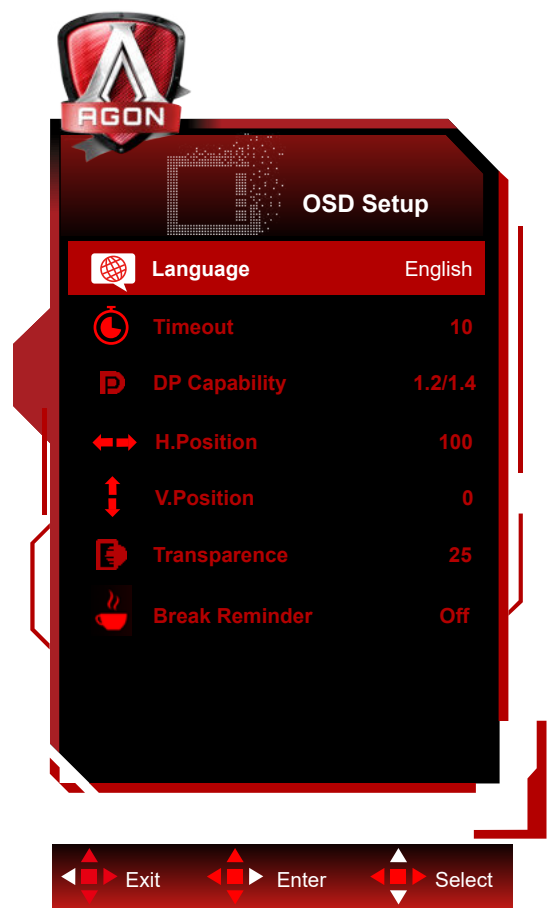 AGON
OSD Setup
Language English
Timeout 10
DP Capability 1.2/1.4
H.Position 100
V.Position 0
Transparence 25
Break Reminder Off
Exit Enter Select